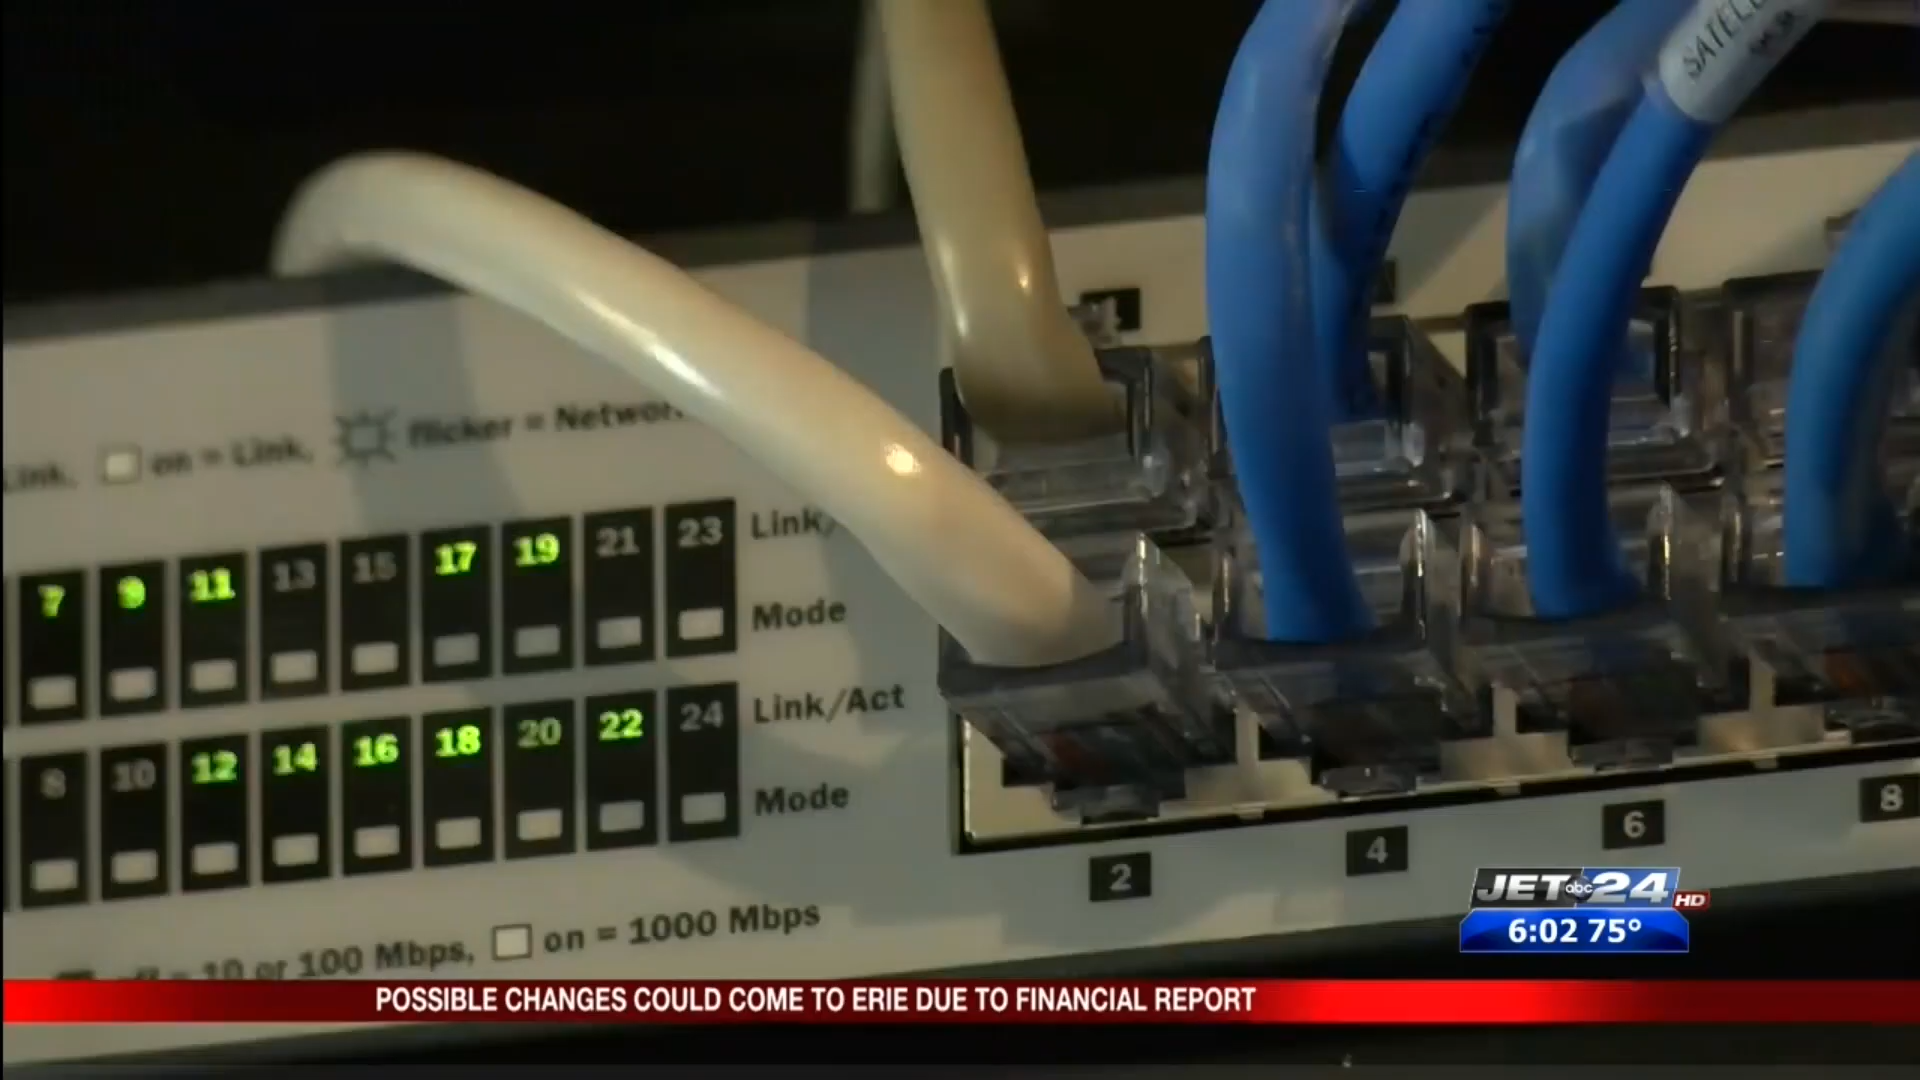 SATELL
Link, on = Link, flicker = Networ
7 9 11 13 15 17 19 21 23 Link/
Mode
8 10 12 14 16 18 20 22 24 Link/Act
Mode
= 10 or 100 Mbps, on = 1000 Mbps
2 4 6 8
JET abc 24 HD
6:02 75°
POSSIBLE CHANGES COULD COME TO ERIE DUE TO FINANCIAL REPORT